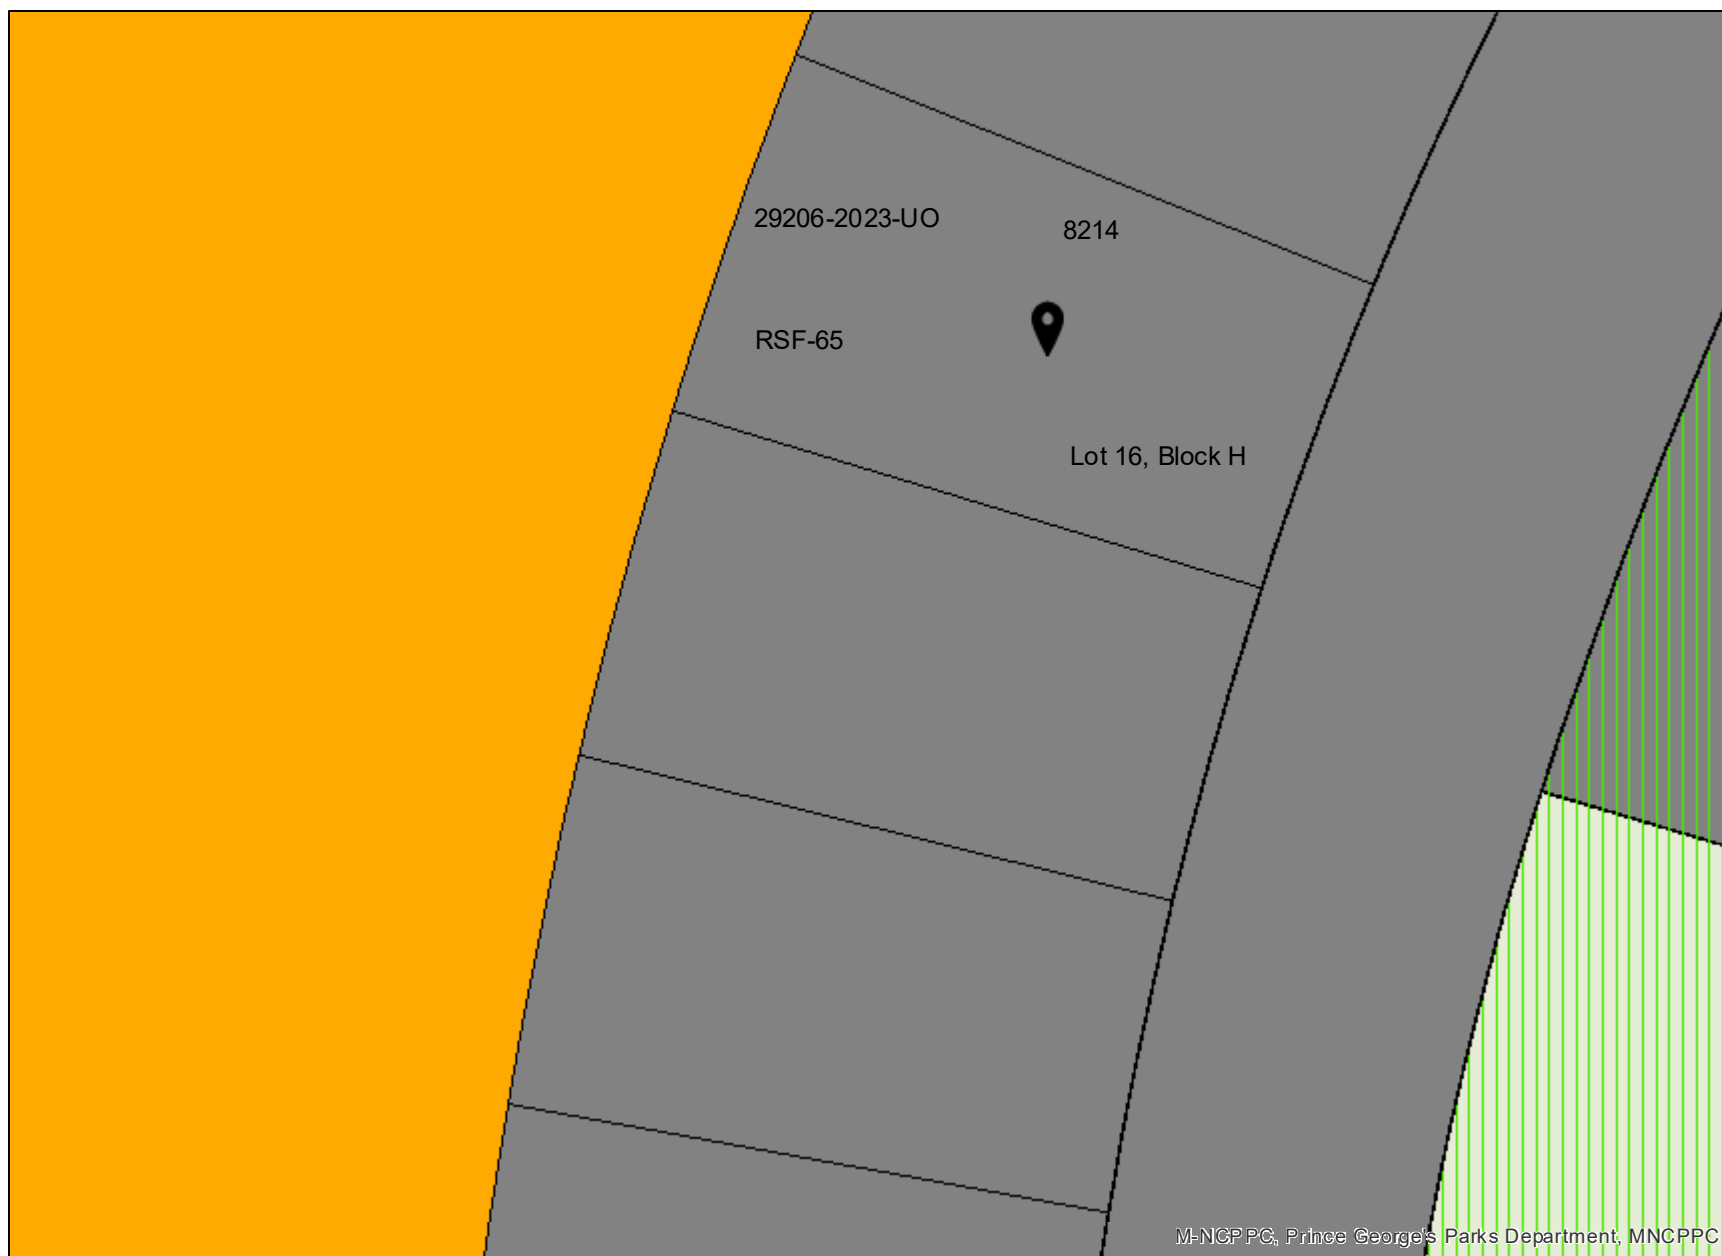 29206-2023-UO
8214
RSF-65
Lot 16, Block H
M-NCPPC, Prince George's Parks Department, MNCPPC